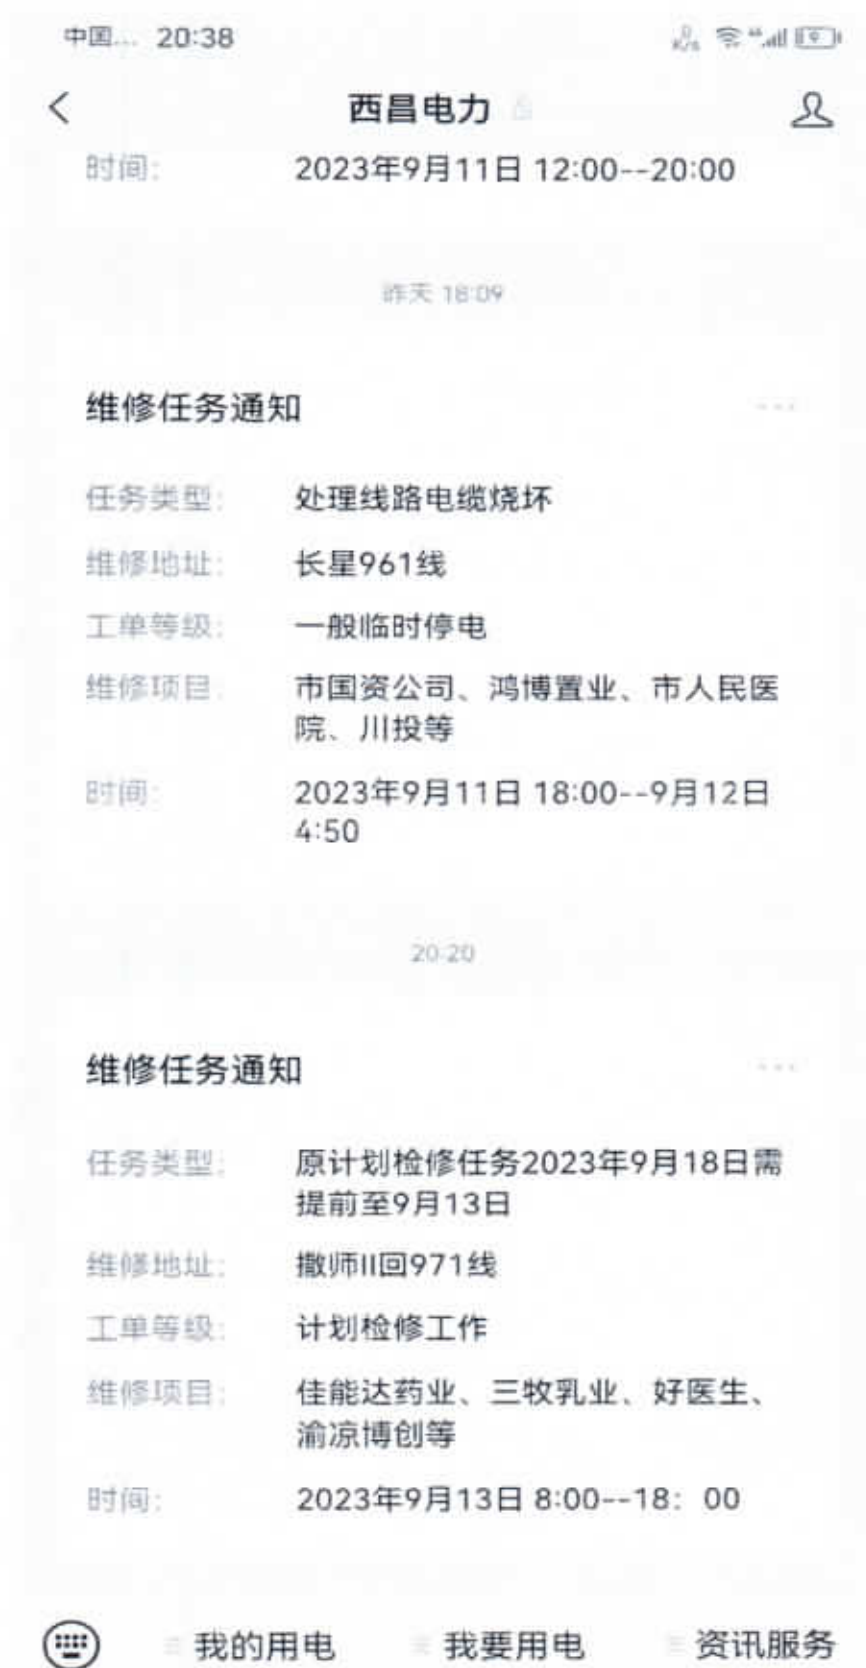 中国... 20:38
西昌电力
时间: 2023年9月11日 12:00--20:00
昨天 18:09
维修任务通知
任务类型: 处理线路电缆烧坏
维修地址: 长星961线
工单等级: 一般临时停电
维修项目: 市国资公司、鸿博置业、市人民医
院、川投等
时间: 2023年9月11日 18:00--9月12日
4:50
20:20
维修任务通知
任务类型: 原计划检修任务2023年9月18日需
提前至9月13日
维修地址: 撒师II回971线
工单等级: 计划检修工作
维修项目: 佳能达药业、三牧乳业、好医生、
渝凉博创等
时间: 2023年9月13日 8:00--18：00
我的用电 我要用电 资讯服务